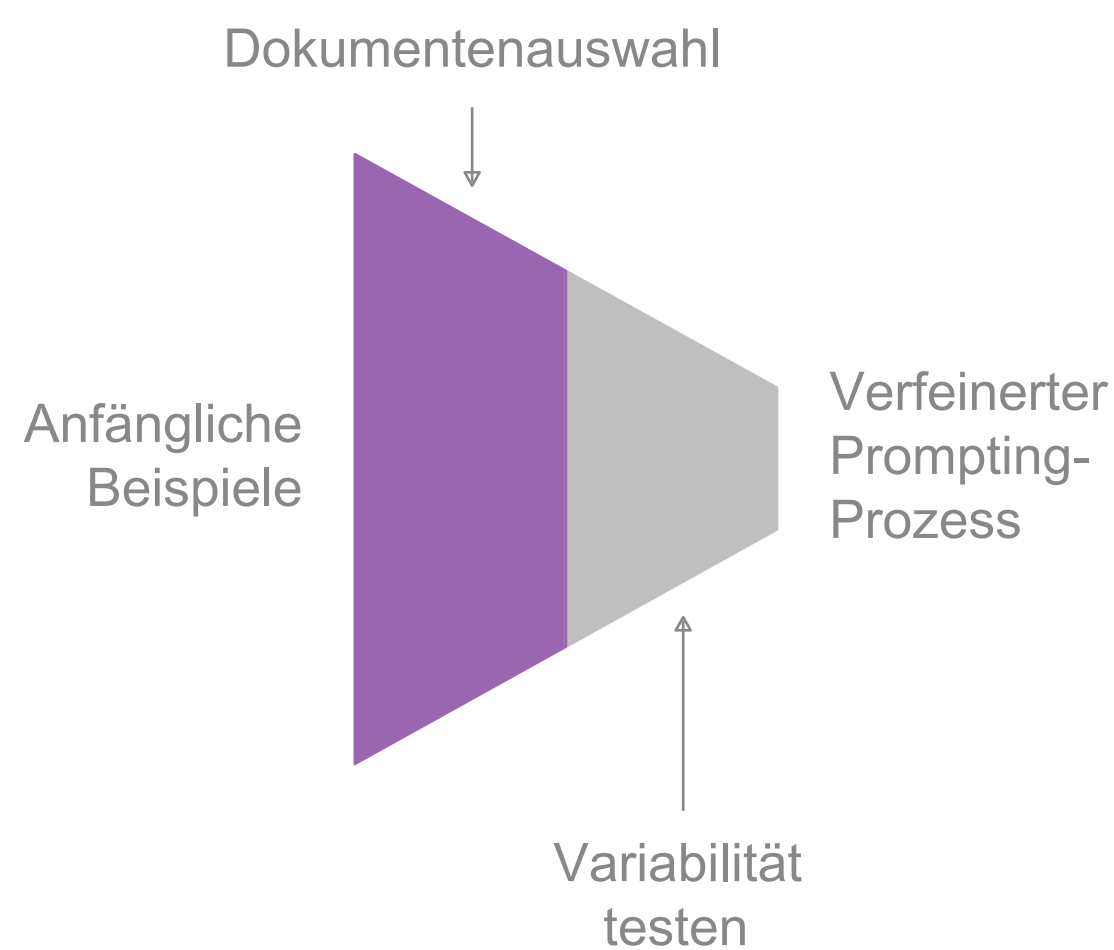 Dokumentenauswahl
Anfängliche
Beispiele
Verfeinerter
Prompting-
Prozess
Variabilität
testen